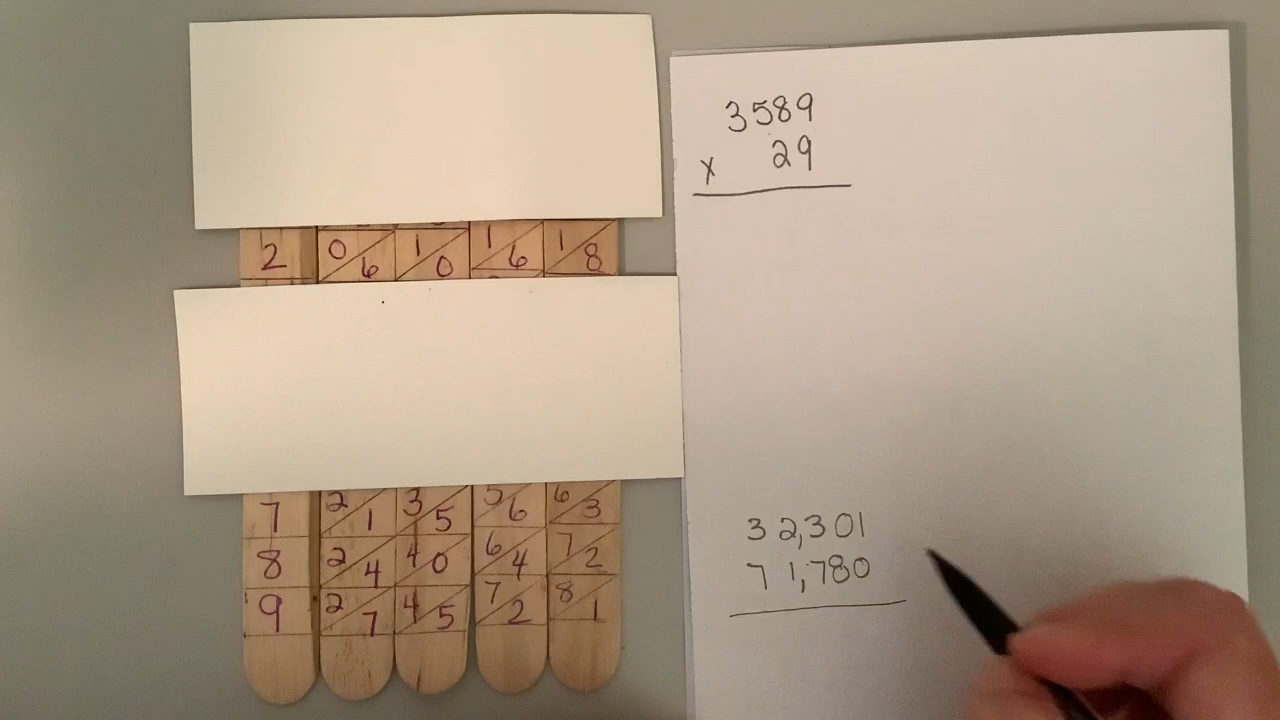 2 0/6 1/0 1/6 1/8
7 2/1 3/5 5/6 6/3
8 2/4 4/0 6/4 7/2
9 2/7 4/5 7/2 8/1
3589
x 29
32,301
71,780